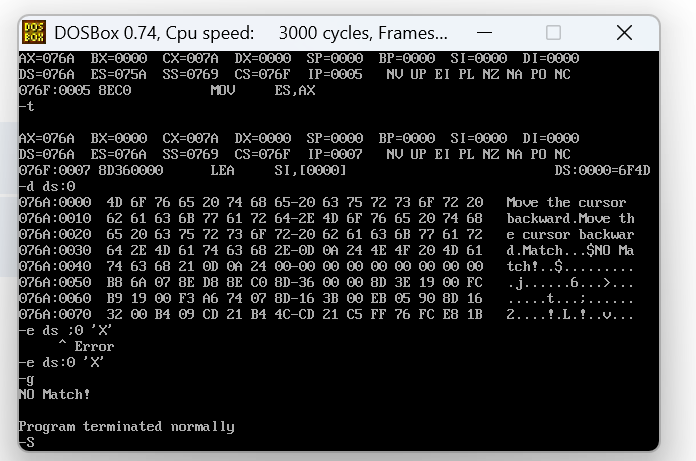 DOSBox 0.74, Cpu speed: 3000 cycles, Frames...
AX=076A BX=0000 CX=007A DX=0000 SP=0000 BP=0000 SI=0000 DI=0000
DS=076A ES=075A SS=0769 CS=076F IP=0005 NV UP EI PL NZ NA PO NC
076F:0005 8EC0 MOV ES,AX
-t
AX=076A BX=0000 CX=007A DX=0000 SP=0000 BP=0000 SI=0000 DI=0000
DS=076A ES=076A SS=0769 CS=076F IP=0007 NV UP EI PL NZ NA PO NC
076F:0007 8D360000 LEA SI,[0000] DS:0000=6F4D
-d ds:0
076A:0000 4D 6F 76 65 20 74 68 65-20 63 75 72 73 6F 72 20 Move the cursor
076A:0010 62 61 63 6B 77 61 72 64-2E 4D 6F 76 65 20 74 68 backward.Move th
076A:0020 65 20 63 75 72 73 6F 72-20 62 61 63 6B 77 61 72 e cursor backwar
076A:0030 64 2E 4D 61 74 63 68 2E-0D 0A 24 4E 4F 20 4D 61 d.Match...$NO Ma
076A:0040 74 63 68 21 0D 0A 24 00-00 00 00 00 00 00 00 00 tch!..$.........
076A:0050 B8 6A 07 8E D8 8E C0 8D-36 00 00 8D 3E 19 00 FC .j......6...>...
076A:0060 B9 19 00 F3 A6 74 07 8D-16 3B 00 EB 05 90 8D 16 .....t...;......
076A:0070 32 00 B4 09 CD 21 B4 4C-CD 21 C5 FF 76 FC E8 1B 2....!.L.!..v...
-e ds ;0 'X'
^ Error
-e ds:0 'X'
-g
NO Match!
Program terminated normally
-S